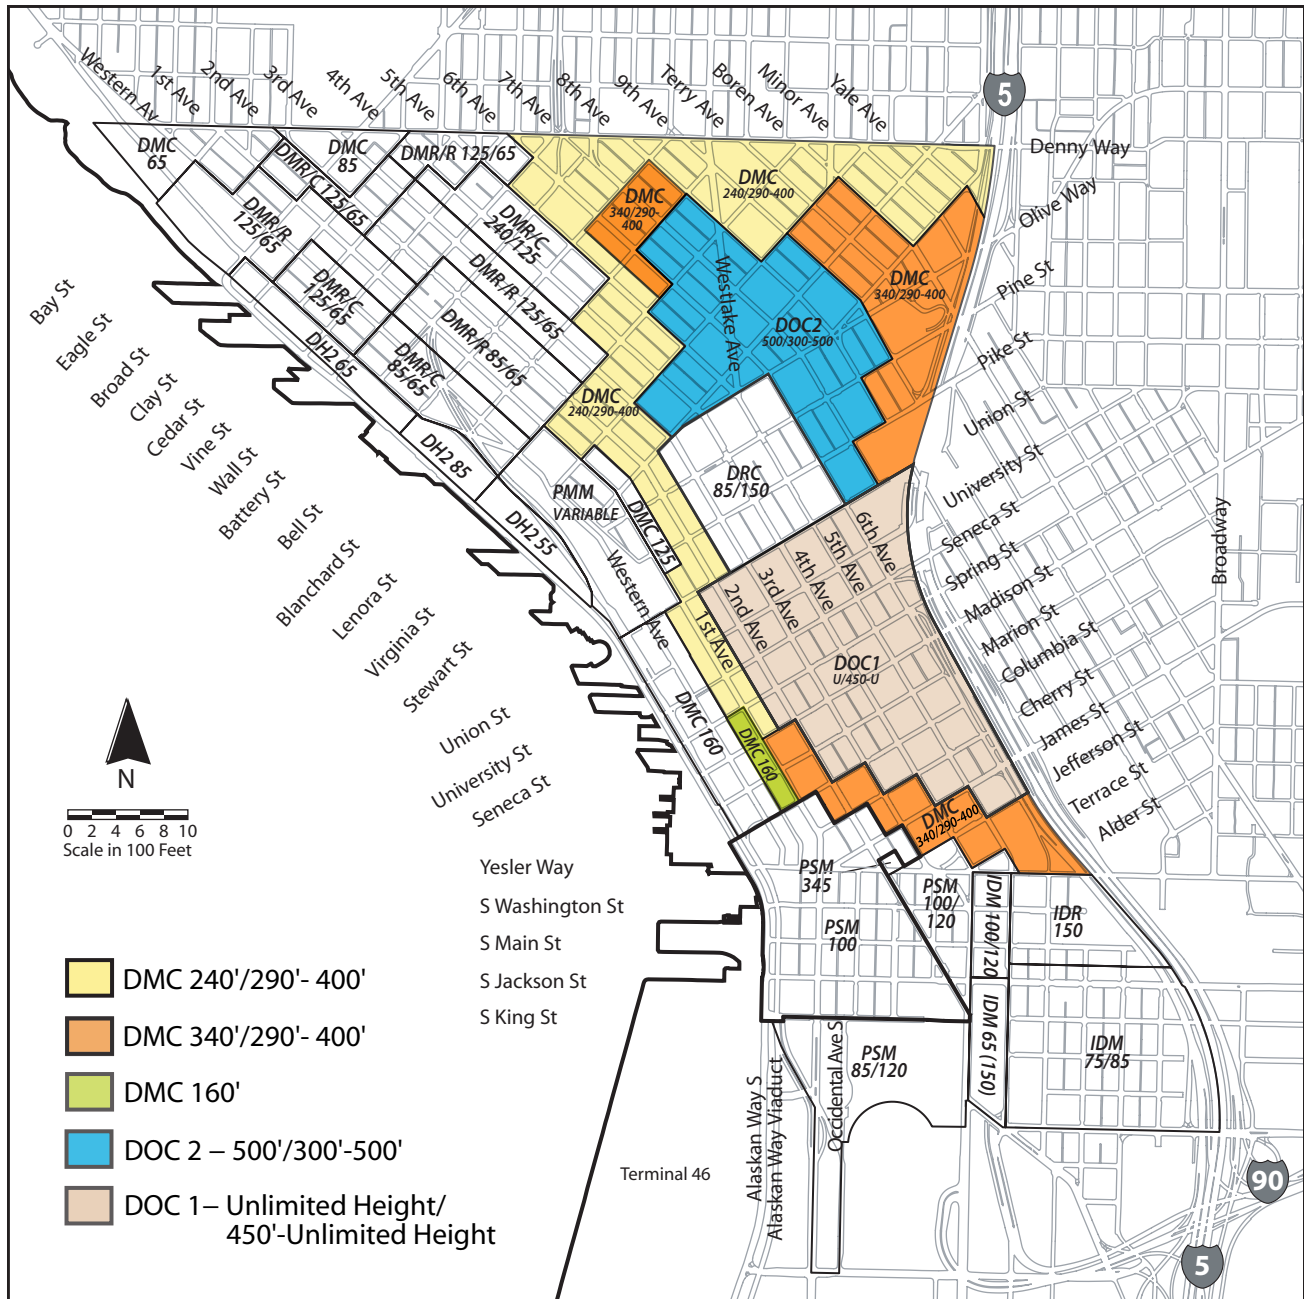 Western Av
1st Ave
2nd Ave
3rd Ave
4th Ave
5th Ave
6th Ave
7th Ave
8th Ave
9th Ave
Terry Ave
Boren Ave
Minor Ave
Yale Ave
5
Denny Way
Olive Way
Pine St
Pike St
Union St
University St
Seneca St
Spring St
Madison St
Marion St
Columbia St
Cherry St
James St
Jefferson St
Terrace St
Alder St
Broadway
DMC
65
DMR/C 125/65
DMC
85
DMR/R 125/65
DMR/R
125/65
DMR/C
240/125
DMR/R 125/65
DMR/C
125/65
DMR/R 85/65
DMR/C
85/65
DH2 65
DH2 85
DH2 55
DMC
340/290-
400
DMC
240/290-400
DMC
340/290-400
Westlake Ave
DOC2
500/300-500
DMC
240/290-400
DRC
85/150
PMM
VARIABLE
DMC 125
Western Ave
1st Ave
2nd Ave
3rd Ave
4th Ave
5th Ave
6th Ave
DOC1
U/450-U
DMC 160
DMC 160
DMC
340/290-400
PSM
345
PSM
100/
120
PSM
100
IDM 100/120
IDR
150
IDM 65 (150)
IDM
75/85
PSM
85/120
Bay St
Eagle St
Broad St
Clay St
Cedar St
Vine St
Wall St
Battery St
Bell St
Blanchard St
Lenora St
Virginia St
Stewart St
Union St
University St
Seneca St
Yesler Way
S Washington St
S Main St
S Jackson St
S King St
Alaskan Way S
Alaskan Way Viaduct
Occidental Ave S
Terminal 46
90
5
N
0 2 4 6 8 10
Scale in 100 Feet
DMC 240'/290'- 400'
DMC 340'/290'- 400'
DMC 160'
DOC 2 – 500'/300'-500'
DOC 1– Unlimited Height/
450'-Unlimited Height